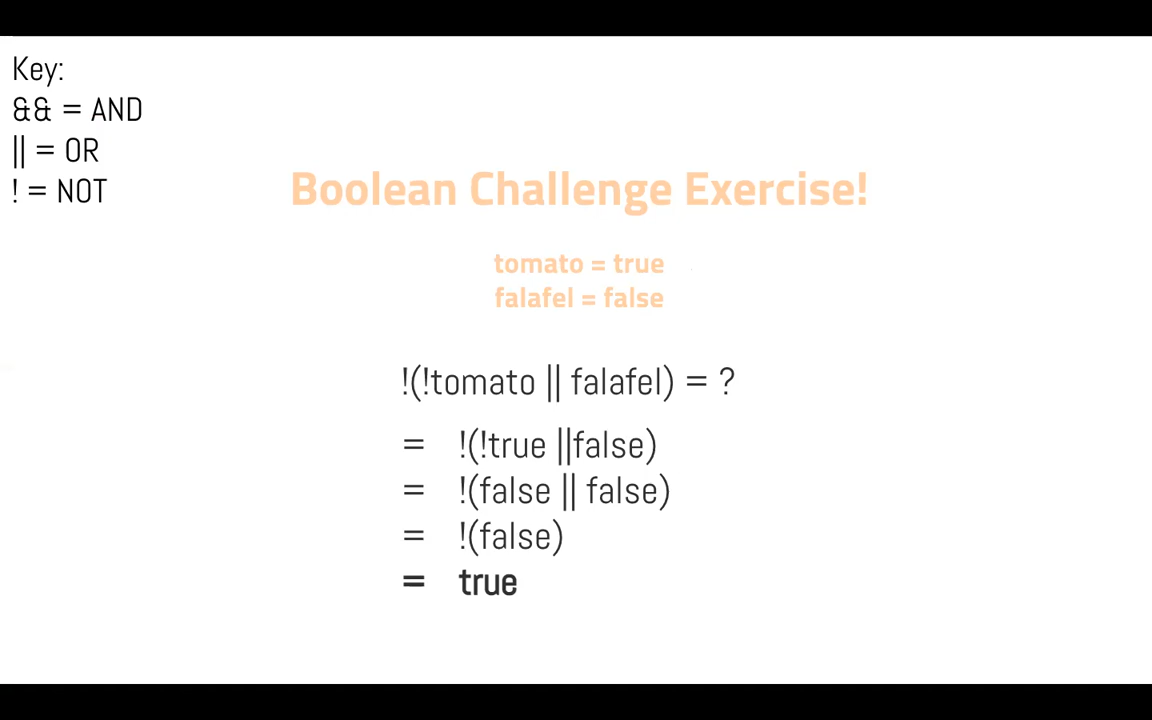 Key:
&& = AND
|| = OR
! = NOT
Boolean Challenge Exercise!
tomato = true
falafel = false
!(!tomato || falafel) = ?
= !(!true ||false)
= !(false || false)
= !(false)
= true